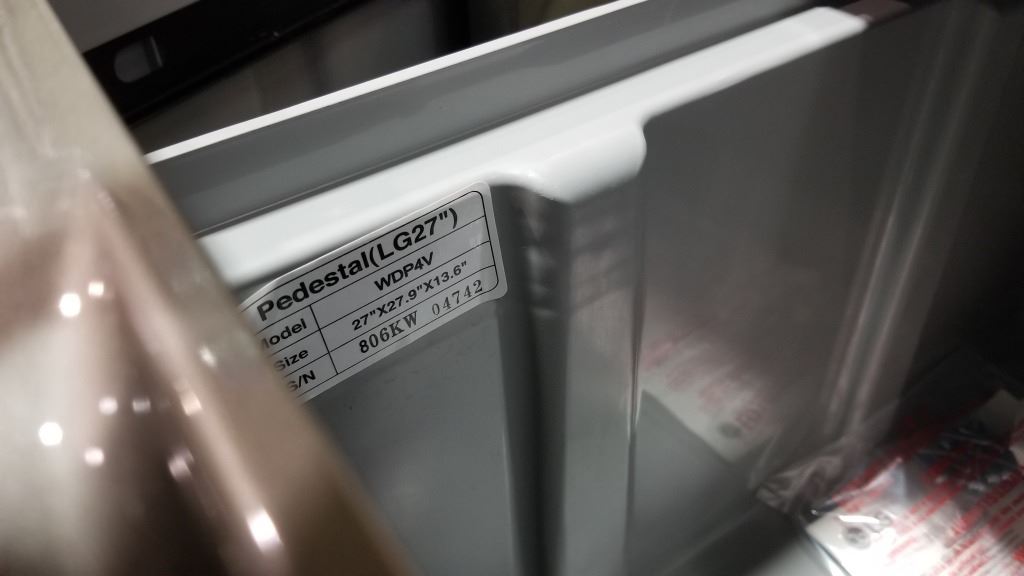 Pedestal(LG27")
Model WDP4V
Size 27"X27.9"X13.6"
S/N 806KW 04742